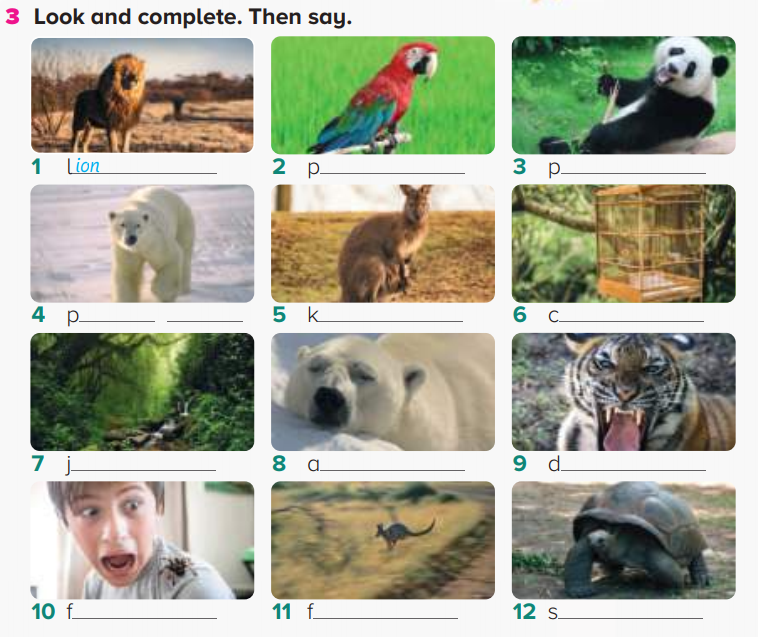 3 Look and complete. Then say.
1 lion
2 p
3 p
4 p
5 k
6 c
7 j
8 a
9 d
10 f
11 f
12 s